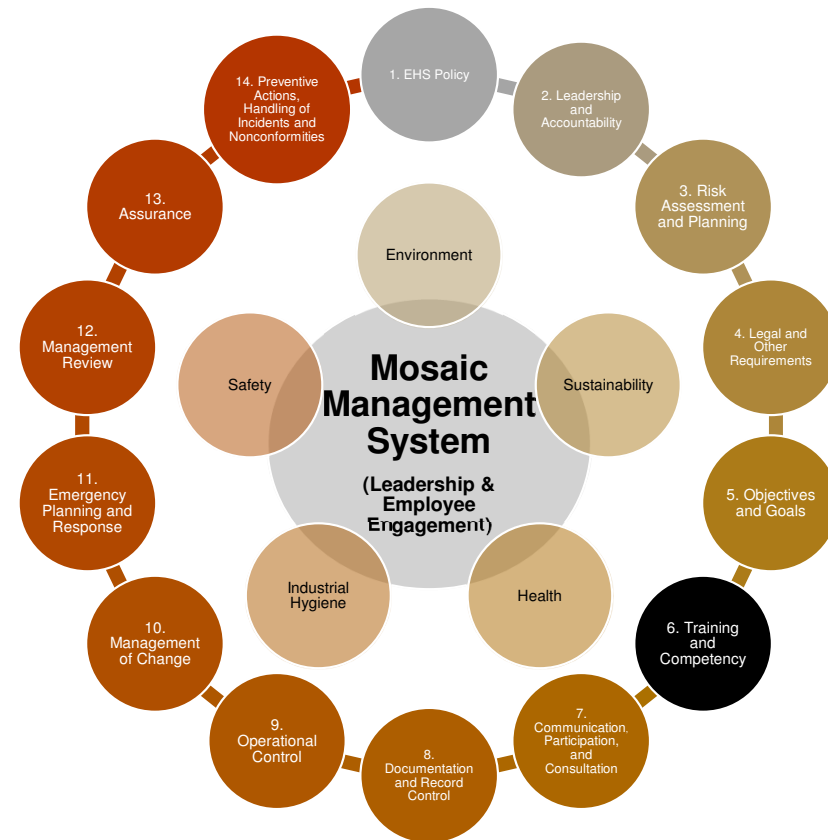 1. EHS Policy
2. Leadership
and
Accountability
3. Risk
Assessment
and Planning
4. Legal and
Other
Requirements
5. Objectives
and Goals
6. Training
and
Competency
7.
Communication,
Participation,
and
Consultation
8.
Documentation
and Record
Control
9.
Operational
Control
10.
Management
of Change
11.
Emergency
Planning and
Response
12.
Management
Review
13.
Assurance
14. Preventive
Actions,
Handling of
Incidents and
Nonconformities
Environment
Sustainability
Health
Industrial
Hygiene
Safety
Mosaic
Management
System
(Leadership &
Employee
Engagement)